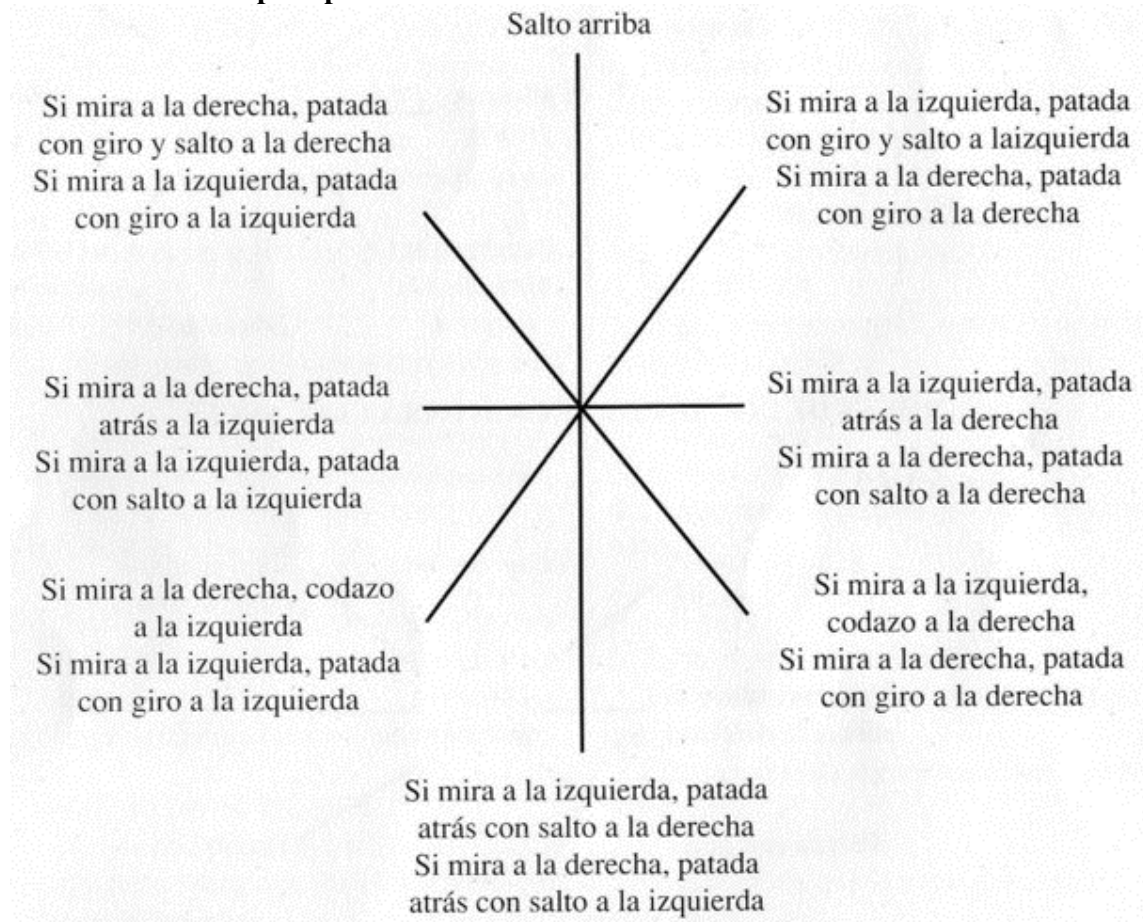 Salto arriba
Si mira a la derecha, patada
con giro y salto a la derecha
Si mira a la izquierda, patada
con giro a la izquierda
Si mira a la izquierda, patada
con giro y salto a laizquierda
Si mira a la derecha, patada
con giro a la derecha
Si mira a la derecha, patada
atrás a la izquierda
Si mira a la izquierda, patada
con salto a la izquierda
Si mira a la izquierda, patada
atrás a la derecha
Si mira a la derecha, patada
con salto a la derecha
Si mira a la derecha, codazo
a la izquierda
Si mira a la izquierda, patada
con giro a la izquierda
Si mira a la izquierda,
codazo a la derecha
Si mira a la derecha, patada
con giro a la derecha
Si mira a la izquierda, patada
atrás con salto a la derecha
Si mira a la derecha, patada
atrás con salto a la izquierda